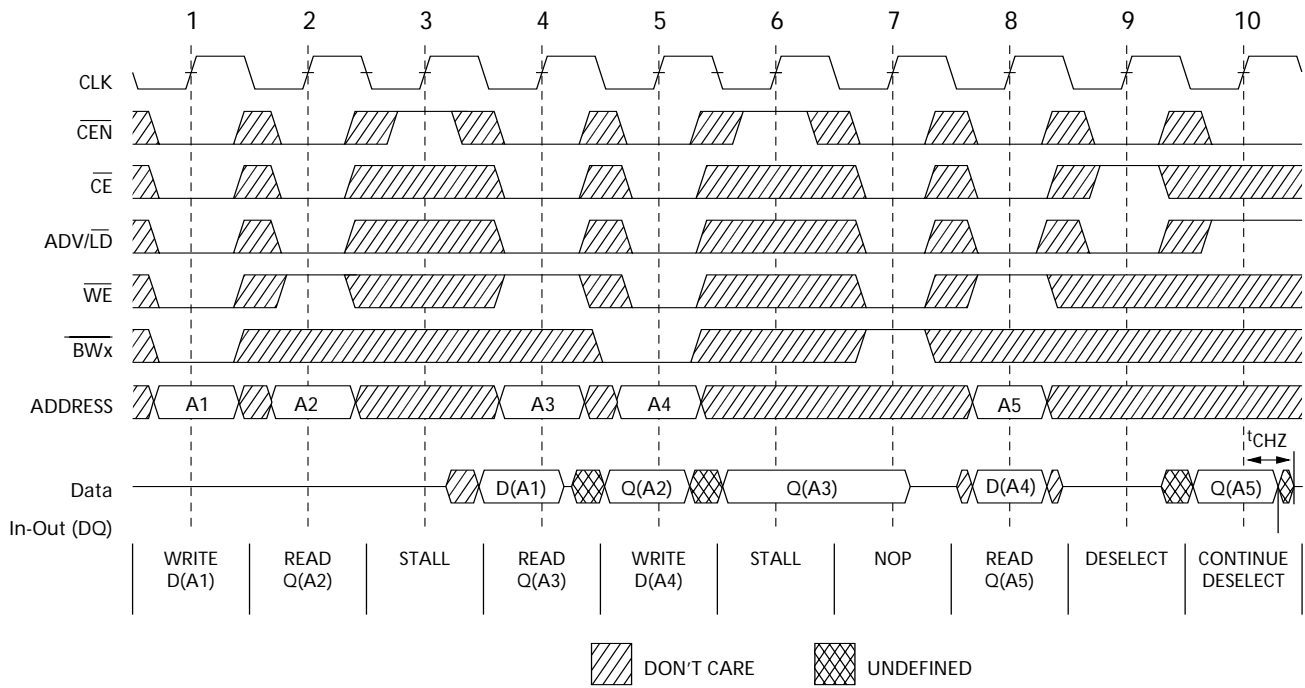 1 2 3 4 5 6 7 8 9 10
CLK
CEN
CE
ADV/LD
WE
BWx
ADDRESS A1 A2 A3 A4 A5
tCHZ
Data D(A1) Q(A2) Q(A3) D(A4) Q(A5)
In-Out (DQ)
WRITE READ STALL READ WRITE STALL NOP READ DESELECT CONTINUE
D(A1) Q(A2) Q(A3) D(A4) Q(A5) DESELECT
DON'T CARE UNDEFINED